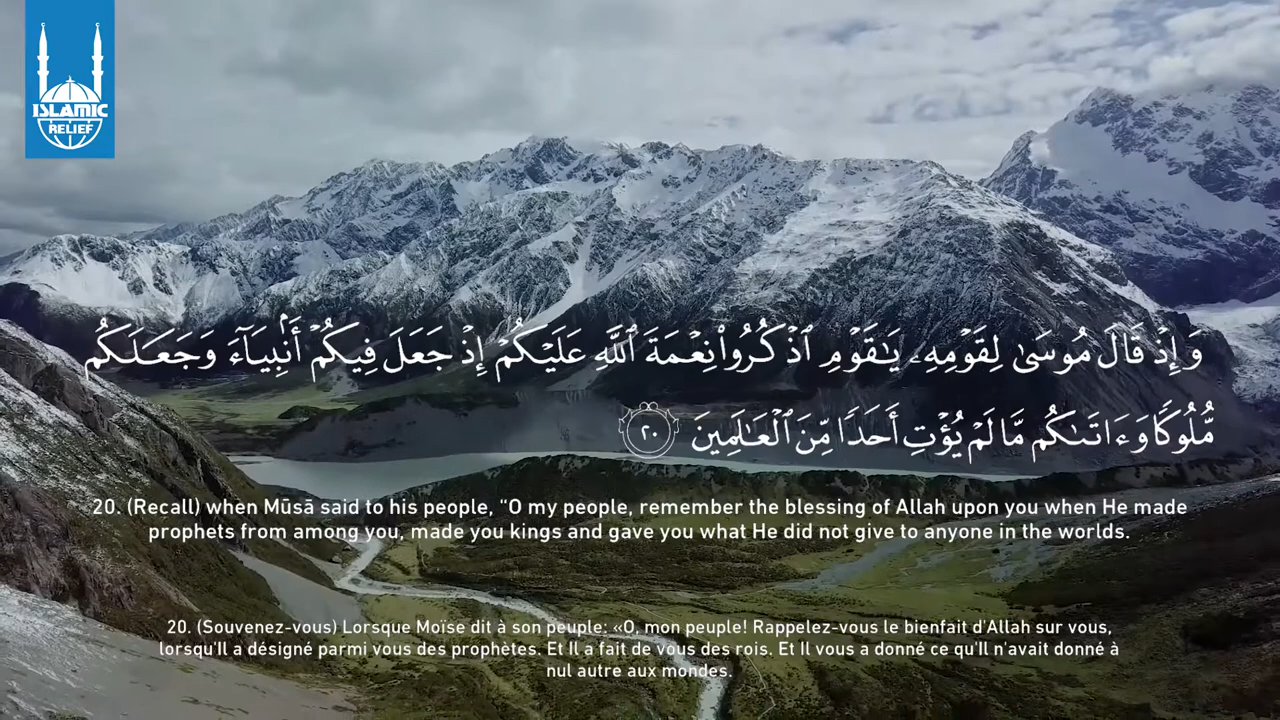 ISLAMIC
RELIEF
وَإِذْ قَالَ مُوسَىٰ لِقَوْمِهِۦ يَـٰقَوْمِ ٱذْكُرُوا۟ نِعْمَةَ ٱللَّهِ عَلَيْكُمْ إِذْ جَعَلَ فِيكُمْ أَنۢبِيَآءَ وَجَعَلَكُم
مُّلُوكًا وَءَاتَىٰكُم مَّا لَمْ يُؤْتِ أَحَدًا مِّنَ ٱلْعَـٰلَمِينَ ٢٠
20. (Recall) when Mūsā said to his people, “O my people, remember the blessing of Allah upon you when He made
prophets from among you, made you kings and gave you what He did not give to anyone in the worlds.
20. (Souvenez-vous) Lorsque Moïse dit à son peuple: «O, mon peuple! Rappelez-vous le bienfait d'Allah sur vous,
lorsqu'Il a désigné parmi vous des prophètes. Et Il a fait de vous des rois. Et Il vous a donné ce qu'Il n'avait donné à
nul autre aux mondes.